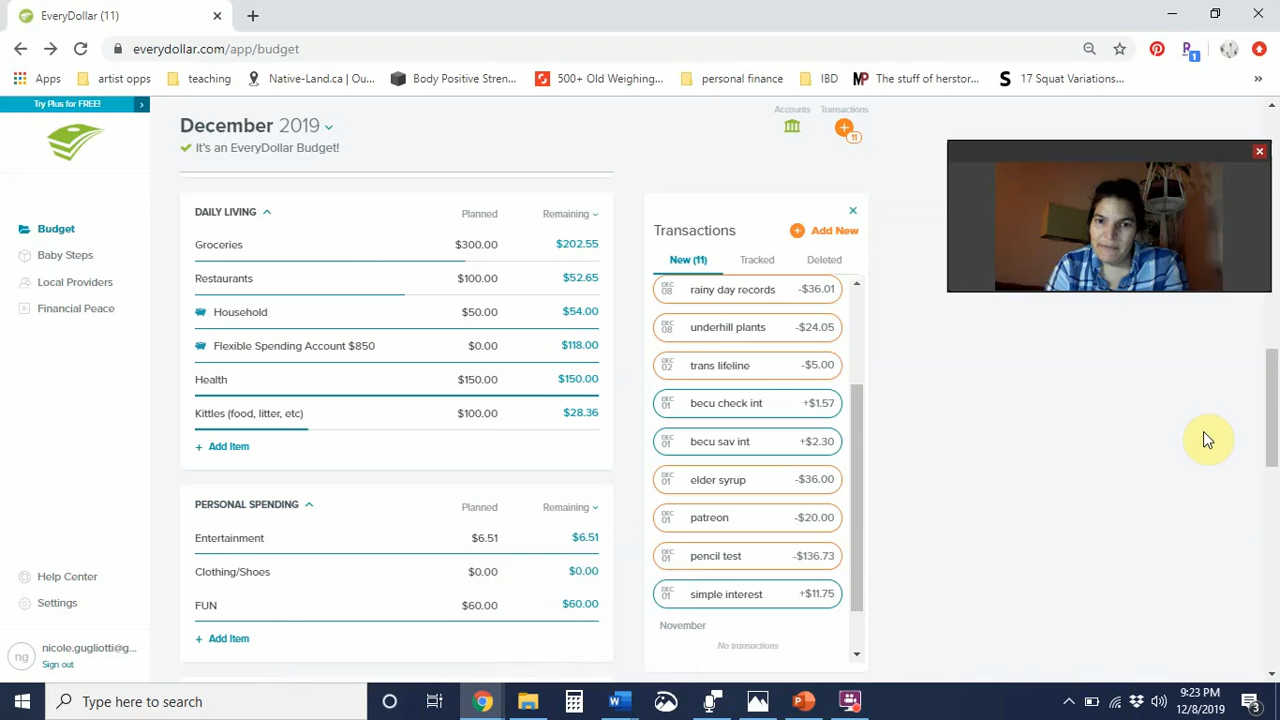 EveryDollar (11)
everydollar.com/app/budget
1
Apps
artist opps
teaching
Native-Land.ca | Ou...
Body Positive Stren...
500+ Old Weighing...
personal finance
IBD
The stuff of herstor...
17 Squat Variations...
»
Try Plus for FREE!
December 2019
It's an EveryDollar Budget!
Accounts
Transactions
11
Budget
Baby Steps
Local Providers
Financial Peace
Help Center
Settings
ng
nicole.gugliotti@g...
Sign out
DAILY LIVING
Planned
Remaining
Groceries $300.00 $202.55
Restaurants $100.00 $52.65
Household $50.00 $54.00
Flexible Spending Account $850 $0.00 $118.00
Health $150.00 $150.00
Kittles (food, litter, etc) $100.00 $28.36
+ Add Item
PERSONAL SPENDING
Planned
Remaining
Entertainment $6.51 $6.51
Clothing/Shoes $0.00 $0.00
FUN $60.00 $60.00
+ Add Item
Transactions
Add New
New (11)
Tracked
Deleted
DEC 08 rainy day records -$36.01
DEC 08 underhill plants -$24.05
DEC 02 trans lifeline -$5.00
DEC 01 becu check int +$1.57
DEC 01 becu sav int +$2.30
DEC 01 elder syrup -$36.00
DEC 01 patreon -$20.00
DEC 01 pencil test -$136.73
DEC 01 simple interest +$11.75
November
No transactions
Type here to search
9:23 PM
12/8/2019
3